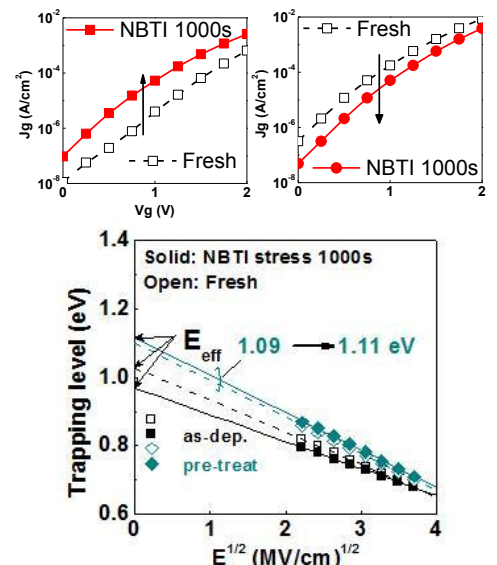 10⁻²
10⁻⁴
10⁻⁶
10⁻⁸
Jg (A/cm²)
NBTI 1000s
Fresh
0 1 2
Vg (V)
10⁻²
10⁻⁴
10⁻⁶
10⁻⁸
Jg (A/cm²)
Fresh
NBTI 1000s
0 1 2
1.4
1.2
1.0
0.8
0.6
Trapping level (eV)
Solid: NBTI stress 1000s
Open: Fresh
E_eff 1.09 1.11 eV
as-dep.
pre-treat
0 1 2 3 4
E^1/2 (MV/cm)^1/2